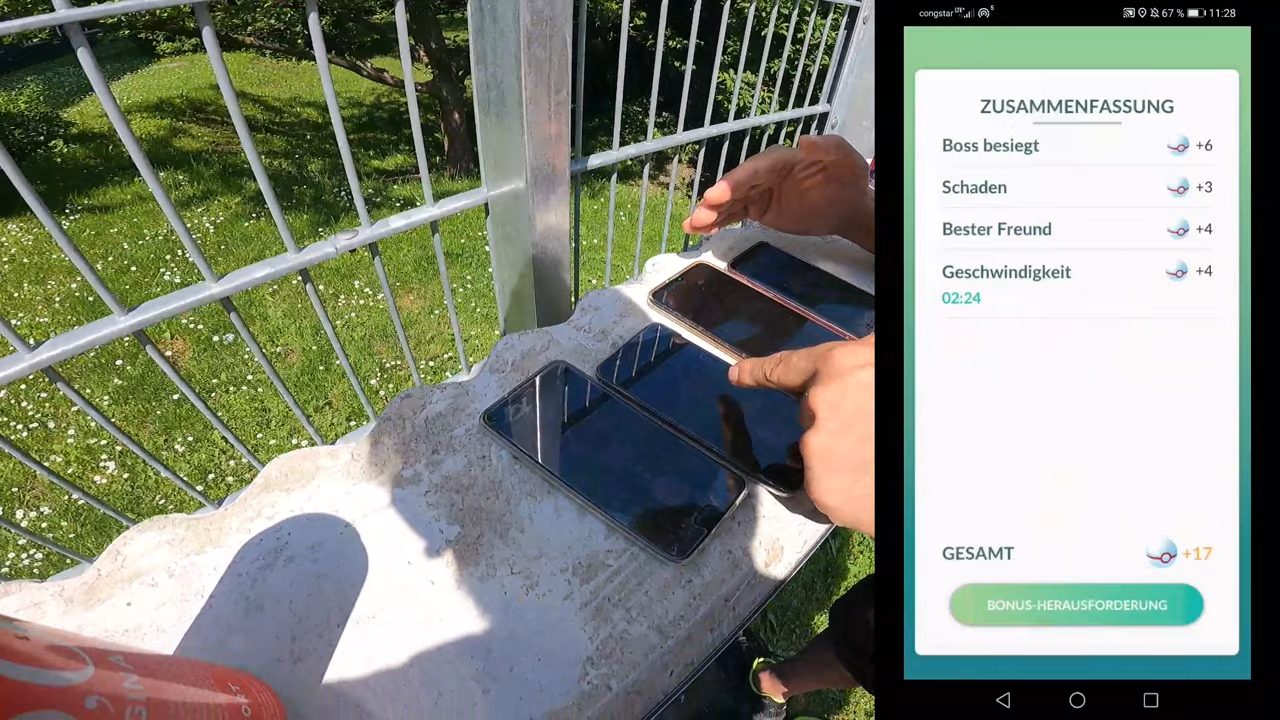 congstar
67 %
11:28
ZUSAMMENFASSUNG
Boss besiegt +6
Schaden +3
Bester Freund +4
Geschwindigkeit +4
02:24
GESAMT +17
BONUS-HERAUSFORDERUNG